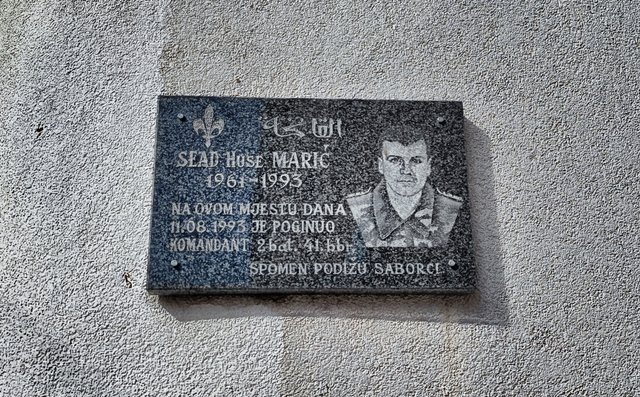 SEAD Huse MARIĆ
1961-1993
NA OVOM MJESTU DANA
11.08.1993 JE POGINUO
KOMANDANT 2 bat. 41. bbr.
SPOMEN PODIŽU SABORCI